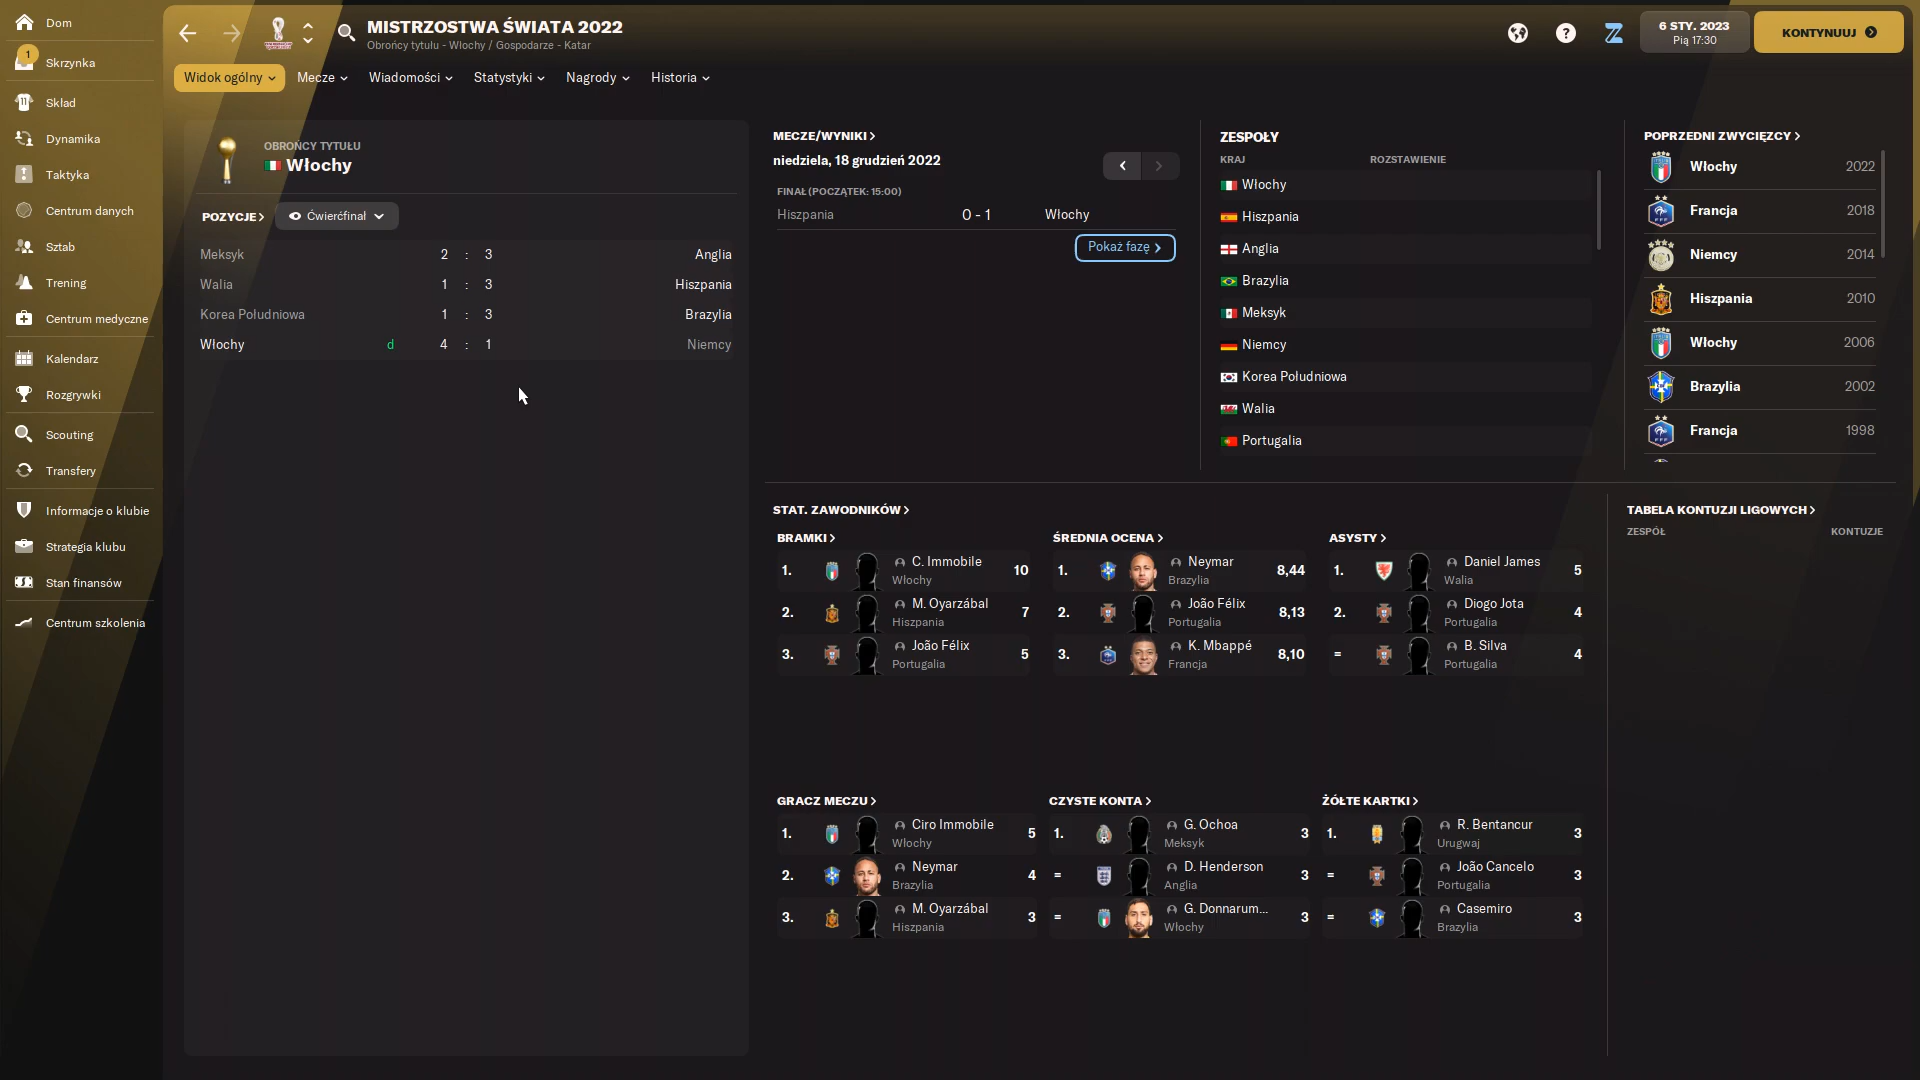 Dom
1
Skrzynka
Skład
Dynamika
Taktyka
Centrum danych
Sztab
Trening
Centrum medyczne
Kalendarz
Rozgrywki
Scouting
Transfery
Informacje o klubie
Strategia klubu
Stan finansów
Centrum szkolenia
MISTRZOSTWA ŚWIATA 2022
Obrońcy tytułu - Włochy / Gospodarze - Katar
6 STY. 2023
Pią 17:30
KONTYNUUJ
Widok ogólny
Mecze
Wiadomości
Statystyki
Nagrody
Historia
OBROŃCY TYTUŁU
Włochy
POZYCJE
Ćwierćfinał
Meksyk 2 : 3 Anglia
Walia 1 : 3 Hiszpania
Korea Południowa 1 : 3 Brazylia
Włochy d 4 : 1 Niemcy
MECZE/WYNIKI
niedziela, 18 grudzień 2022
FINAŁ (POCZĄTEK: 15:00)
Hiszpania 0 - 1 Włochy
Pokaż fazę
ZESPOŁY
KRAJ ROZSTAWIENIE
Włochy
Hiszpania
Anglia
Brazylia
Meksyk
Niemcy
Korea Południowa
Walia
Portugalia
POPRZEDNI ZWYCIĘZCY
Włochy 2022
Francja 2018
Niemcy 2014
Hiszpania 2010
Włochy 2006
Brazylia 2002
Francja 1998
STAT. ZAWODNIKÓW
BRAMKI
1. C. Immobile 10
Włochy
2. M. Oyarzábal 7
Hiszpania
3. João Félix 5
Portugalia
ŚREDNIA OCENA
1. Neymar 8,44
Brazylia
2. João Félix 8,13
Portugalia
3. K. Mbappé 8,10
Francja
ASYSTY
1. Daniel James 5
Walia
2. Diogo Jota 4
Portugalia
= B. Silva 4
Portugalia
GRACZ MECZU
1. Ciro Immobile 5
Włochy
2. Neymar 4
Brazylia
3. M. Oyarzábal 3
Hiszpania
CZYSTE KONTA
1. G. Ochoa 3
Meksyk
= D. Henderson 3
Anglia
= G. Donnarum... 3
Włochy
ŻÓŁTE KARTKI
1. R. Bentancur 3
Urugwaj
= João Cancelo 3
Portugalia
= Casemiro 3
Brazylia
TABELA KONTUZJI LIGOWYCH
ZESPÓŁ KONTUZJE